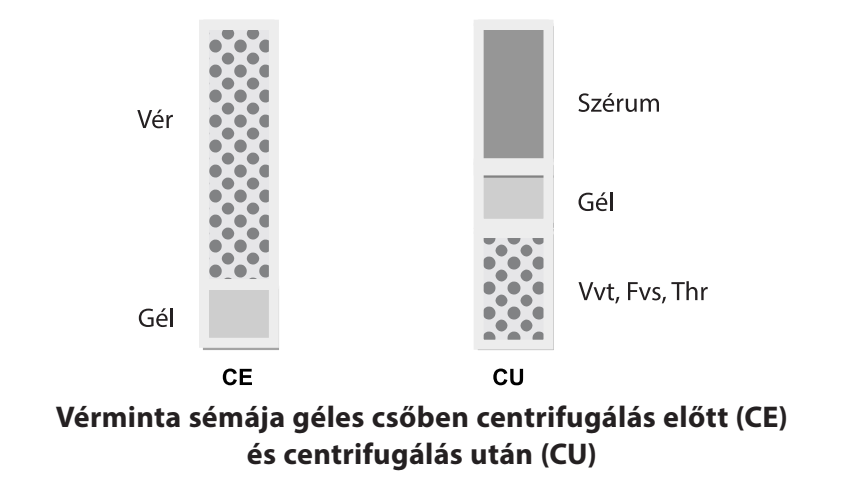 Vér
Szérum
Gél
Vvt, Fvs, Thr
Gél
CE
CU
Vérminta sémája géles csőben centrifugálás előtt (CE)
és centrifugálás után (CU)